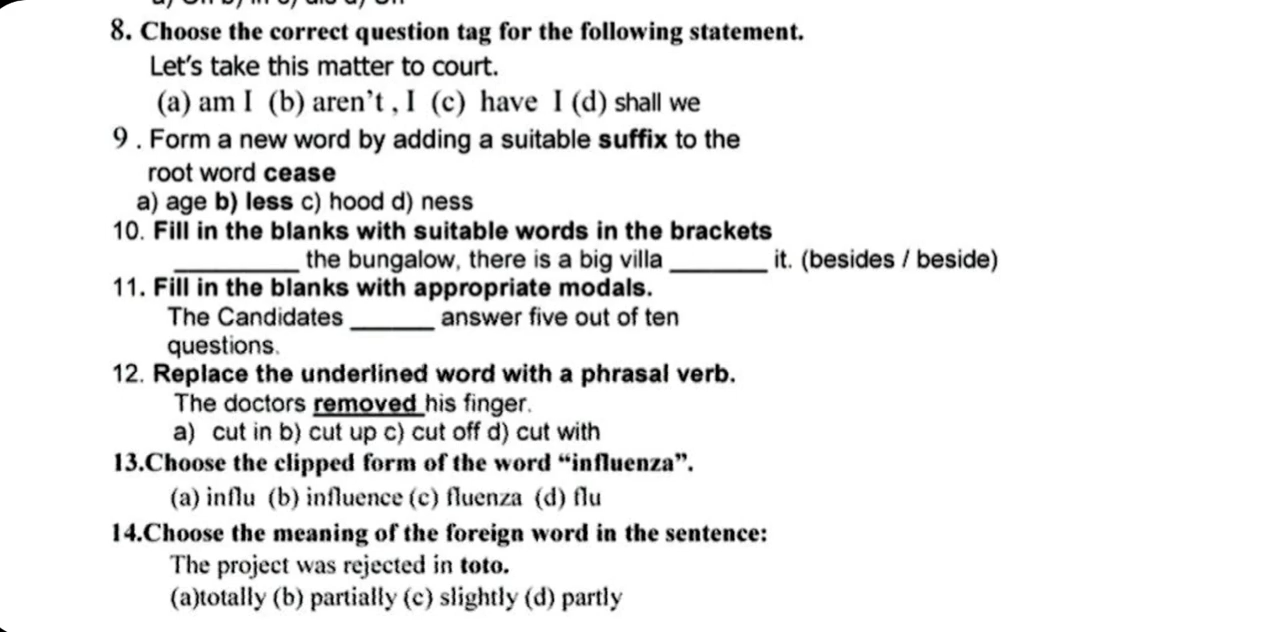 8. Choose the correct question tag for the following statement.
Let's take this matter to court.
(a) am I (b) aren't , I (c) have I (d) shall we
9 . Form a new word by adding a suitable suffix to the
root word cease
a) age b) less c) hood d) ness
10. Fill in the blanks with suitable words in the brackets
_________ the bungalow, there is a big villa _______ it. (besides / beside)
11. Fill in the blanks with appropriate modals.
The Candidates ______ answer five out of ten
questions.
12. Replace the underlined word with a phrasal verb.
The doctors removed his finger.
a) cut in b) cut up c) cut off d) cut with
13.Choose the clipped form of the word “influenza”.
(a) influ (b) influence (c) fluenza (d) flu
14.Choose the meaning of the foreign word in the sentence:
The project was rejected in toto.
(a)totally (b) partially (c) slightly (d) partly